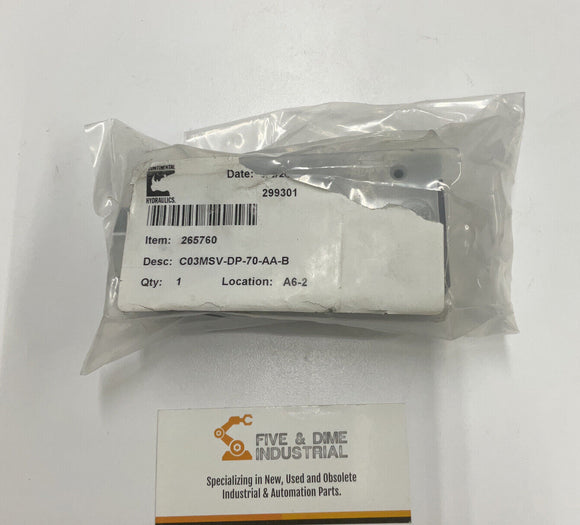 CONTINENTAL
HYDRAULICS.
Date:
299301
Item: 265760
Desc: C03MSV-DP-70-AA-B
Qty: 1 Location: A6-2
FIVE & DIME
INDUSTRIAL
Specializing in New, Used and Obsolete
Industrial & Automation Parts.